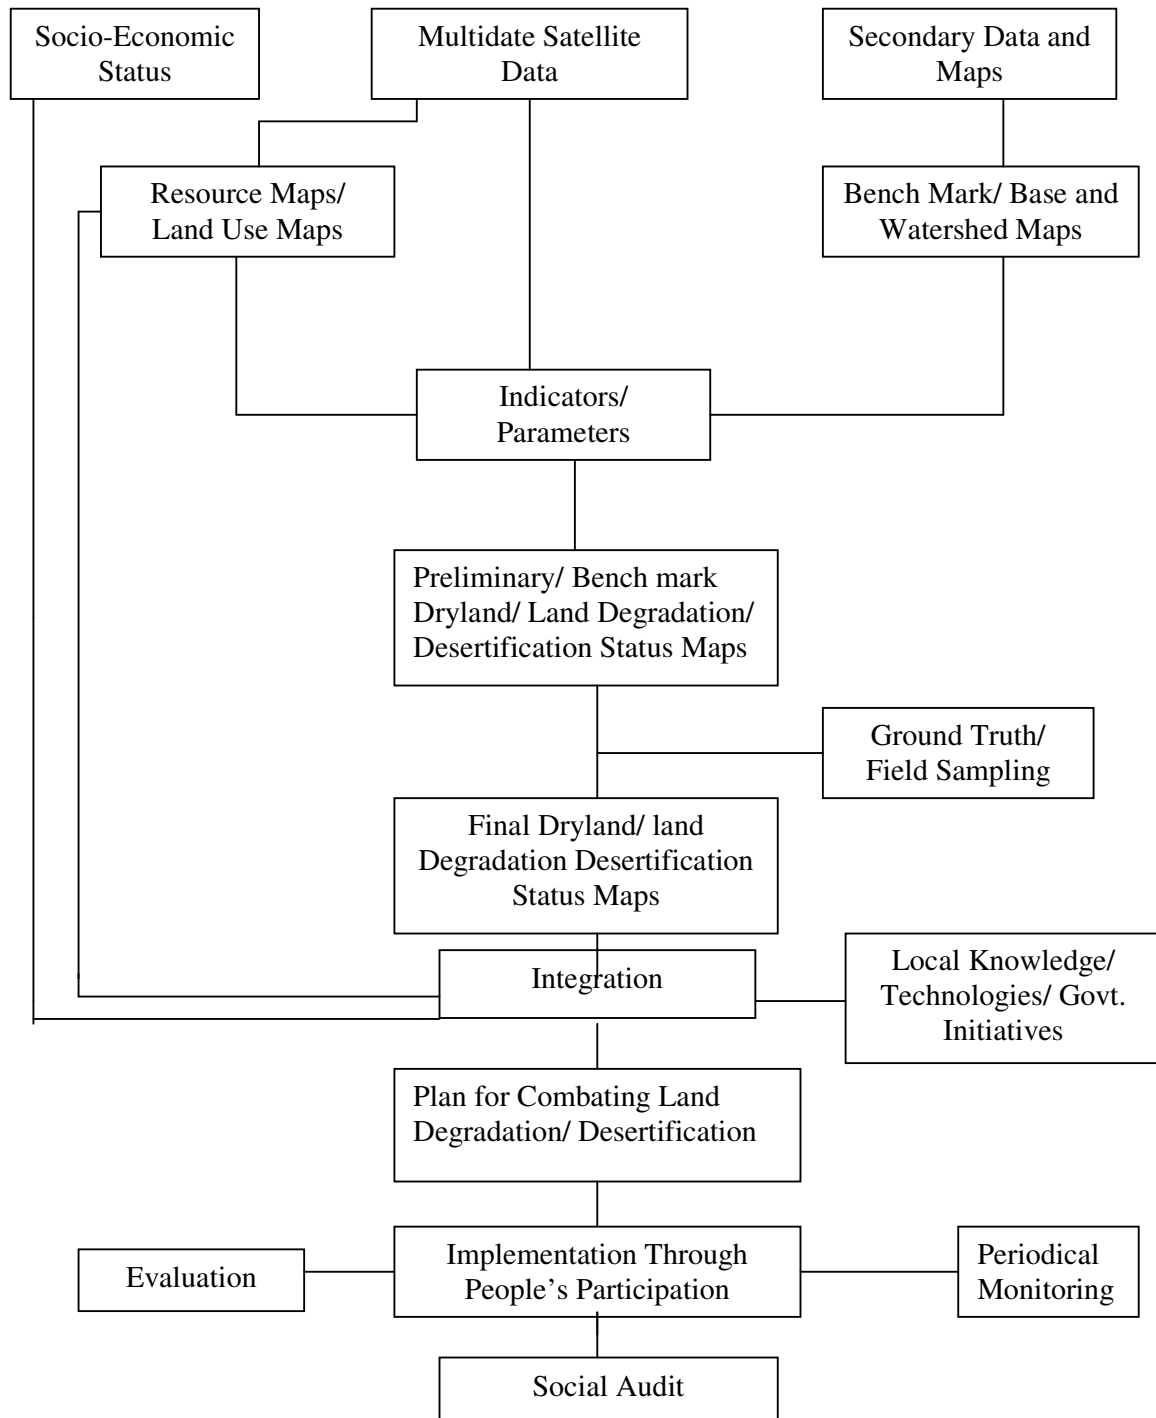 Socio-Economic
Status
Multidate Satellite
Data
Secondary Data and
Maps
Resource Maps/
Land Use Maps
Bench Mark/ Base and
Watershed Maps
Indicators/
Parameters
Preliminary/ Bench mark
Dryland/ Land Degradation/
Desertification Status Maps
Ground Truth/
Field Sampling
Final Dryland/ land
Degradation Desertification
Status Maps
Integration
Local Knowledge/
Technologies/ Govt.
Initiatives
Plan for Combating Land
Degradation/ Desertification
Evaluation
Implementation Through
People’s Participation
Periodical
Monitoring
Social Audit